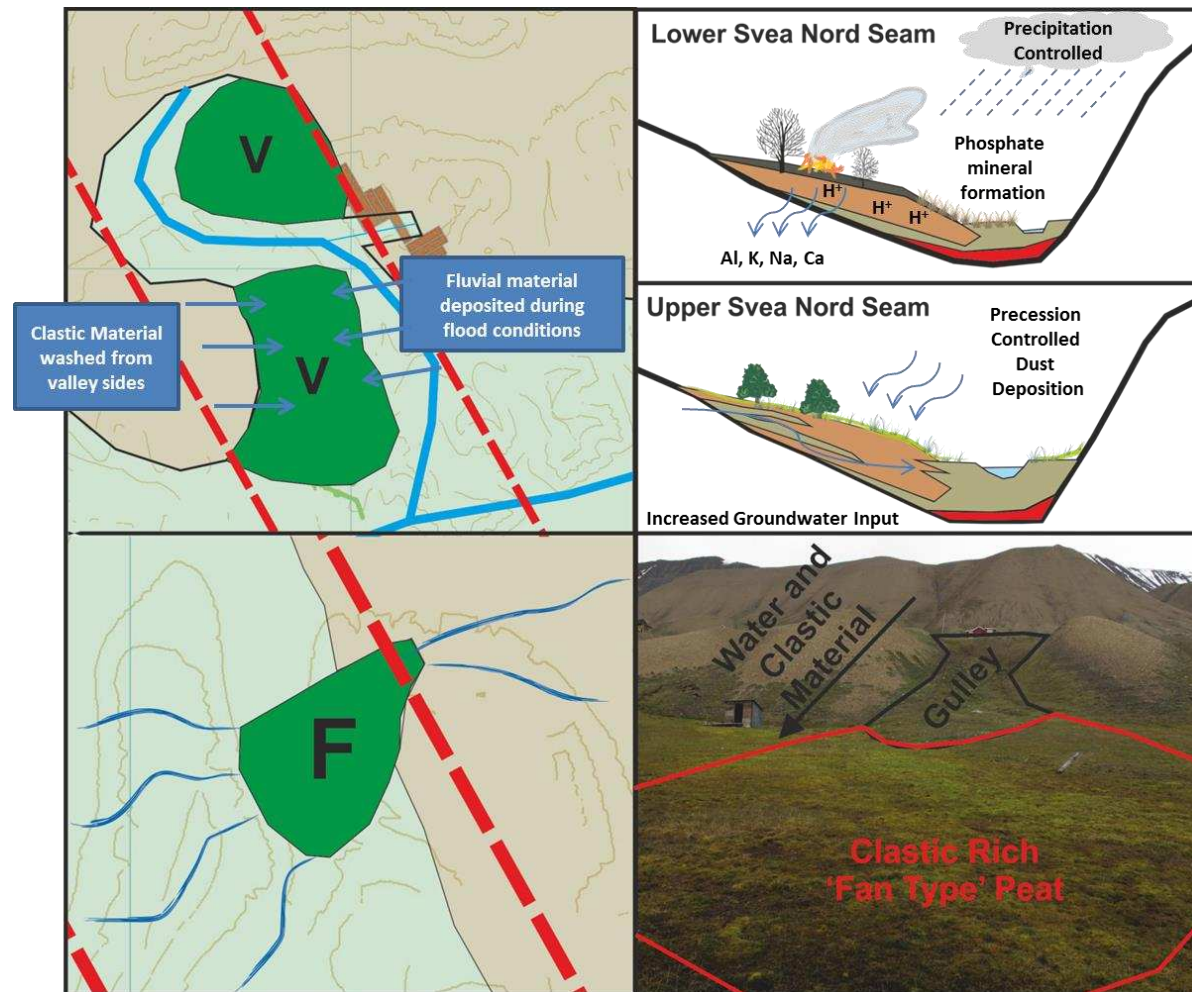 V
Clastic Material
washed from
valley sides
Fluvial material
deposited during
flood conditions
V
Lower Svea Nord Seam
Precipitation
Controlled
Phosphate
mineral
formation
H⁺
H⁺
H⁺
Al, K, Na, Ca
Upper Svea Nord Seam
Precession
Controlled
Dust
Deposition
Increased Groundwater Input
F
Water and
Clastic
Material
Gulley
Clastic Rich
‘Fan Type’ Peat